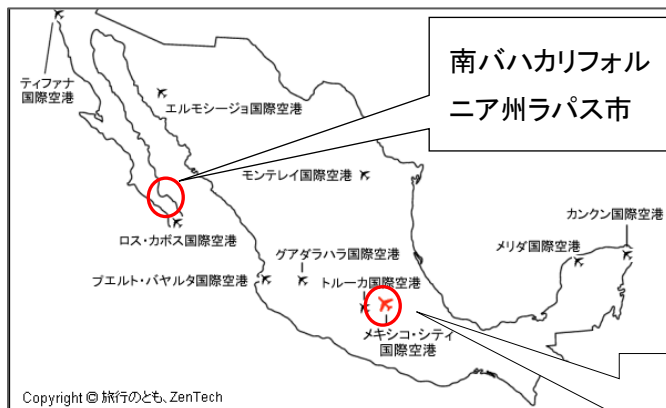 南バハカリフォル
ニア州ラパス市
ティファナ
国際空港
エルモシージョ国際空港
モンテレイ国際空港
カンクン国際空港
ロス・カボス国際空港
メリダ国際空港
グアダラハラ国際空港
プエルト・バヤルタ国際空港
トルーカ国際空港
メキシコ・シティ
国際空港
Copyright © 旅行のとも、ZenTech